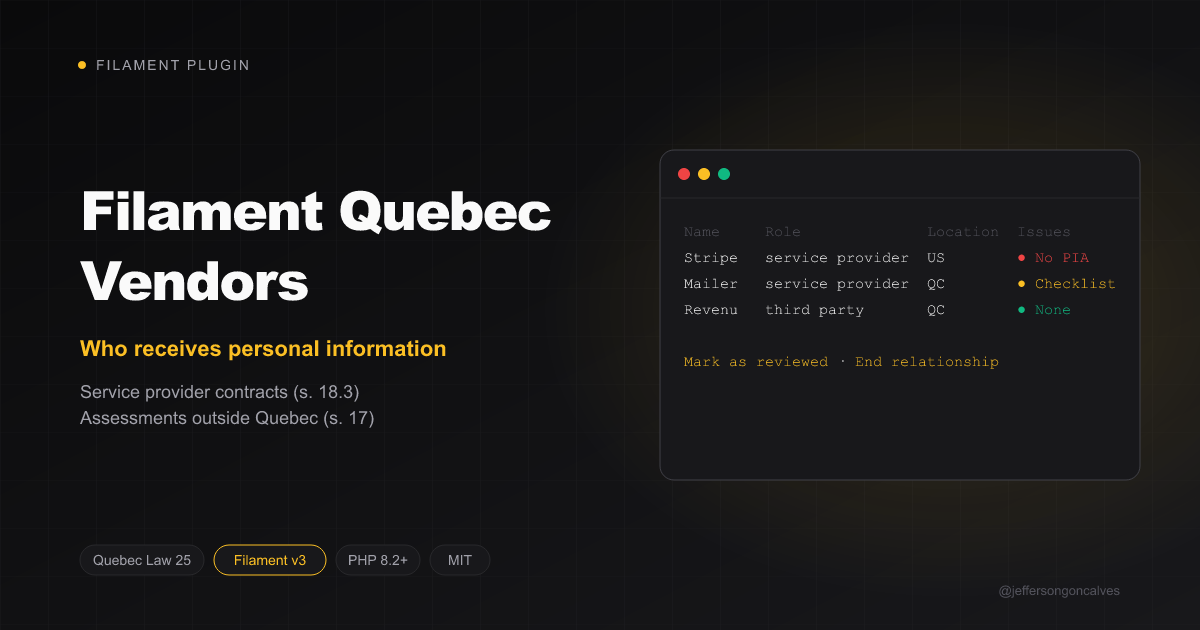 FILAMENT PLUGIN
Filament Quebec
Vendors
Who receives personal information
Service provider contracts (s. 18.3)
Assessments outside Quebec (s. 17)
Name Role Location Issues
Stripe service provider US No PIA
Mailer service provider QC Checklist
Revenu third party QC None
Mark as reviewed · End relationship
Quebec Law 25 Filament v3 PHP 8.2+ MIT
@jeffersongoncalves